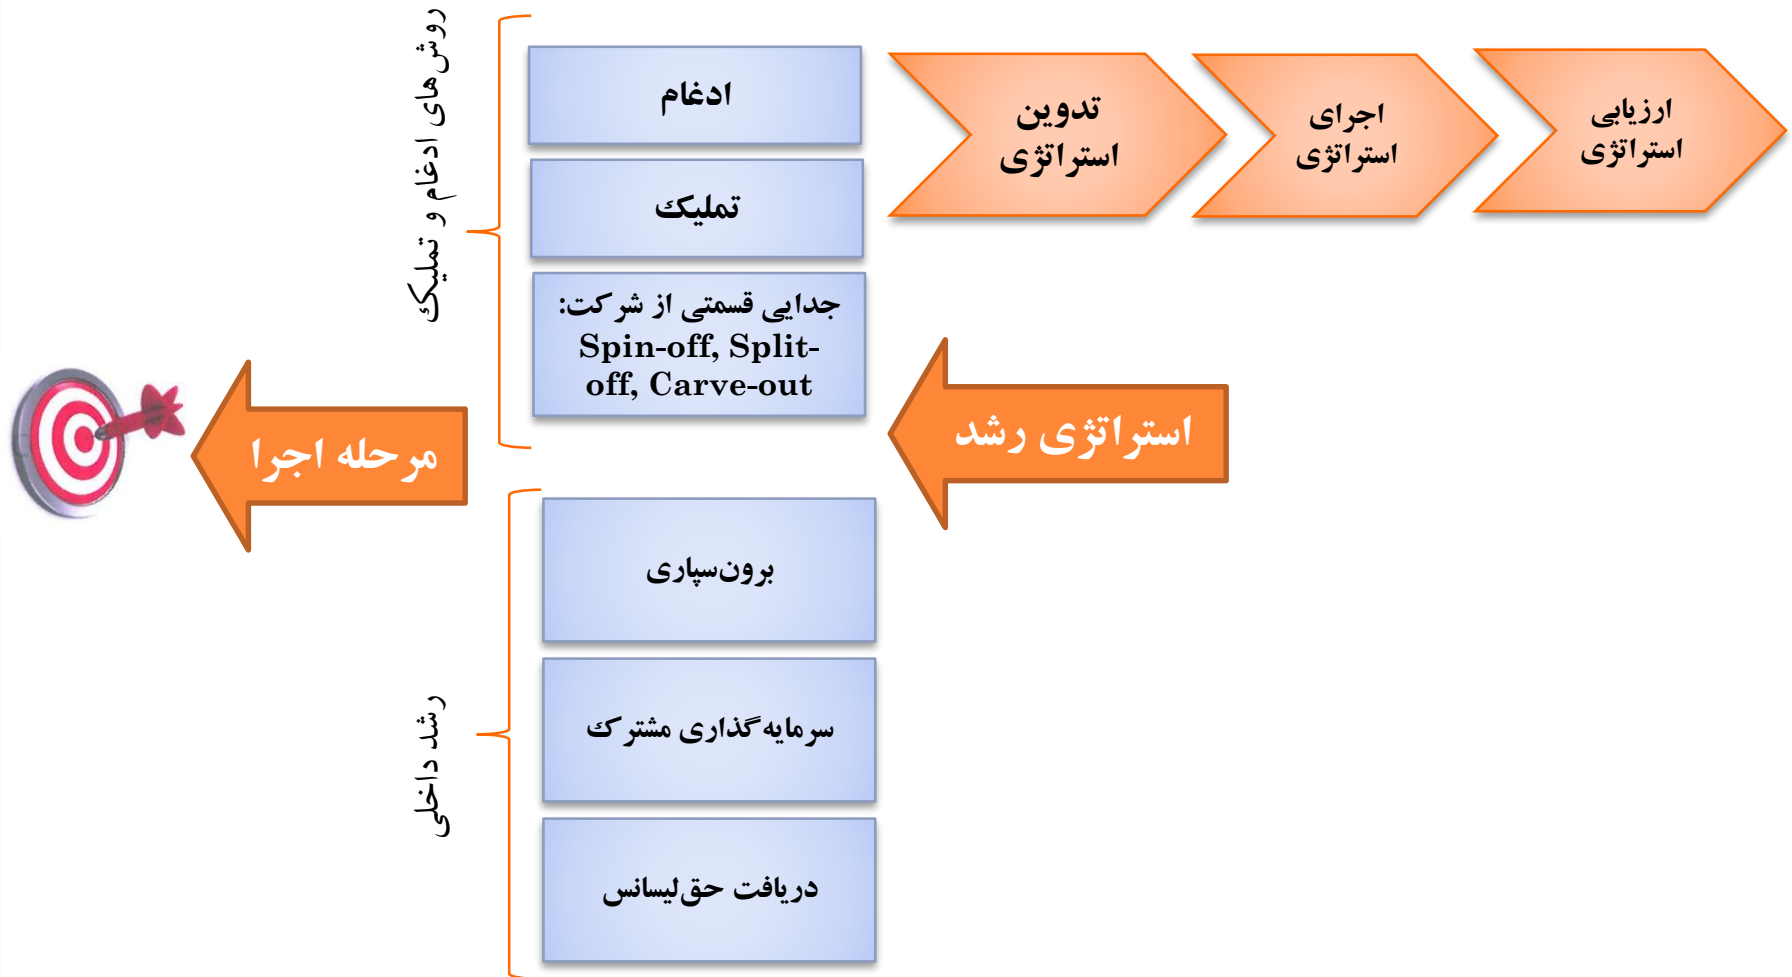 تدوین
استراتژی
اجرای
استراتژی
ارزیابی
استراتژی
استراتژی رشد
روش‌های ادغام و تملیک
ادغام
تملیک
جدایی قسمتی از شرکت:
Spin-off, Split-
off, Carve-out
رشد داخلی
برون‌سپاری
سرمایه‌گذاری مشترک
دریافت حق‌لیسانس
مرحله اجرا